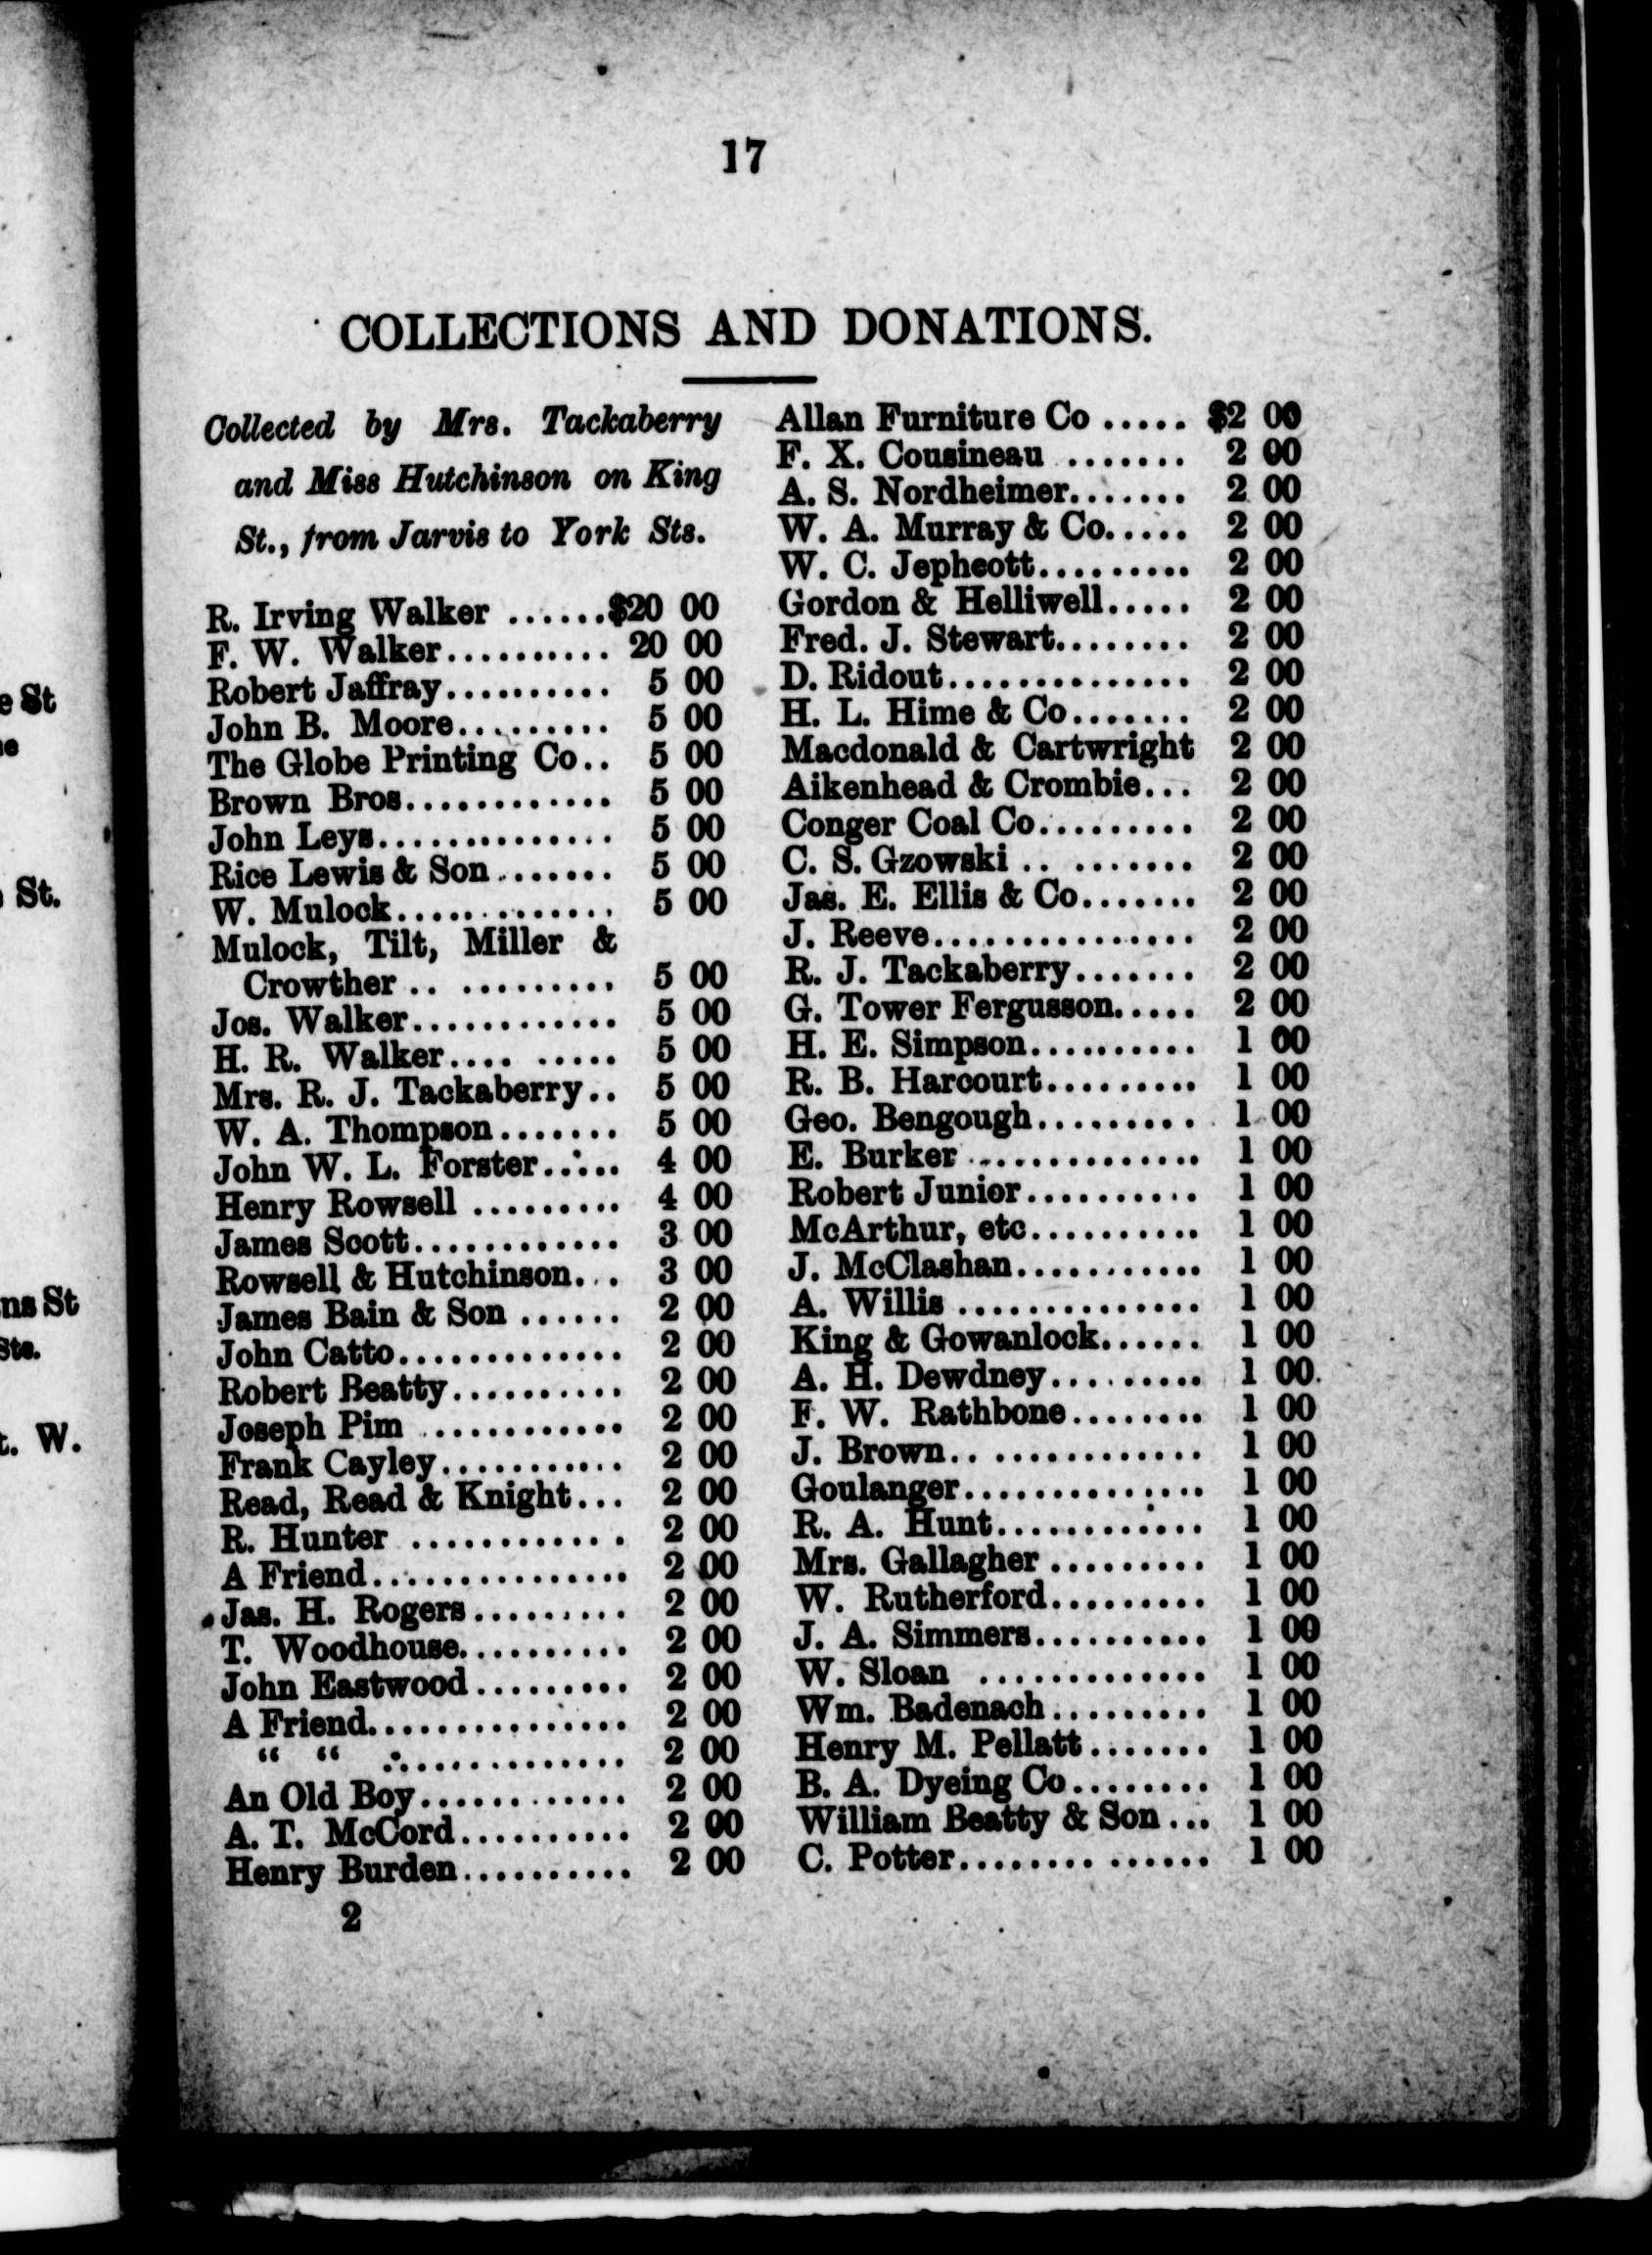 17
COLLECTIONS AND DONATIONS.
Collected by Mrs. Tackaberry
and Miss Hutchinson on King
St., from Jarvis to York Sts.
R. Irving Walker ......$20 00
F. W. Walker........... 20 00
Robert Jaffray.......... 5 00
John B. Moore.......... 5 00
The Globe Printing Co.. 5 00
Brown Bros............. 5 00
John Leys............... 5 00
Rice Lewis & Son....... 5 00
W. Mulock............. 5 00
Mulock, Tilt, Miller &
Crowther .. .......... 5 00
Jos. Walker............. 5 00
H. R. Walker.... ..... 5 00
Mrs. R. J. Tackaberry.. 5 00
W. A. Thompson....... 5 00
John W. L. Forster..... 4 00
Henry Rowsell ......... 4 00
James Scott............. 3 00
Rowsell & Hutchinson... 3 00
James Bain & Son ...... 2 00
John Catto.............. 2 00
Robert Beatty.......... 2 00
Joseph Pim ............ 2 00
Frank Cayley........... 2 00
Read, Read & Knight... 2 00
R. Hunter ............ 2 00
A Friend............... 2 00
Jas. H. Rogers......... 2 00
T. Woodhouse.......... 2 00
John Eastwood......... 2 00
A Friend............... 2 00
“ “ .............. 2 00
An Old Boy............ 2 00
A. T. McCord.......... 2 00
Henry Burden.......... 2 00
2
Allan Furniture Co ..... $2 00
F. X. Cousineau ....... 2 00
A. S. Nordheimer....... 2 00
W. A. Murray & Co..... 2 00
W. C. Jephcott......... 2 00
Gordon & Helliwell..... 2 00
Fred. J. Stewart........ 2 00
D. Ridout.............. 2 00
H. L. Hime & Co....... 2 00
Macdonald & Cartwright 2 00
Aikenhead & Crombie... 2 00
Conger Coal Co......... 2 00
C. S. Gzowski .. ....... 2 00
Jas. E. Ellis & Co....... 2 00
J. Reeve............... 2 00
R. J. Tackaberry....... 2 00
G. Tower Fergusson..... 2 00
H. E. Simpson.......... 1 00
R. B. Harcourt......... 1 00
Geo. Bengough.......... 1 00
E. Burker .............. 1 00
Robert Junior.......... 1 00
McArthur, etc.......... 1 00
J. McClashan........... 1 00
A. Willis .............. 1 00
King & Gowanlock...... 1 00
A. H. Dewdney......... 1 00
F. W. Rathbone........ 1 00
J. Brown.. ............ 1 00
Goulanger.............. 1 00
R. A. Hunt............ 1 00
Mrs. Gallagher ......... 1 00
W. Rutherford......... 1 00
J. A. Simmers.......... 1 00
W. Sloan ............. 1 00
Wm. Badenach......... 1 00
Henry M. Pellatt....... 1 00
B. A. Dyeing Co........ 1 00
William Beatty & Son... 1 00
C. Potter........ ...... 1 00